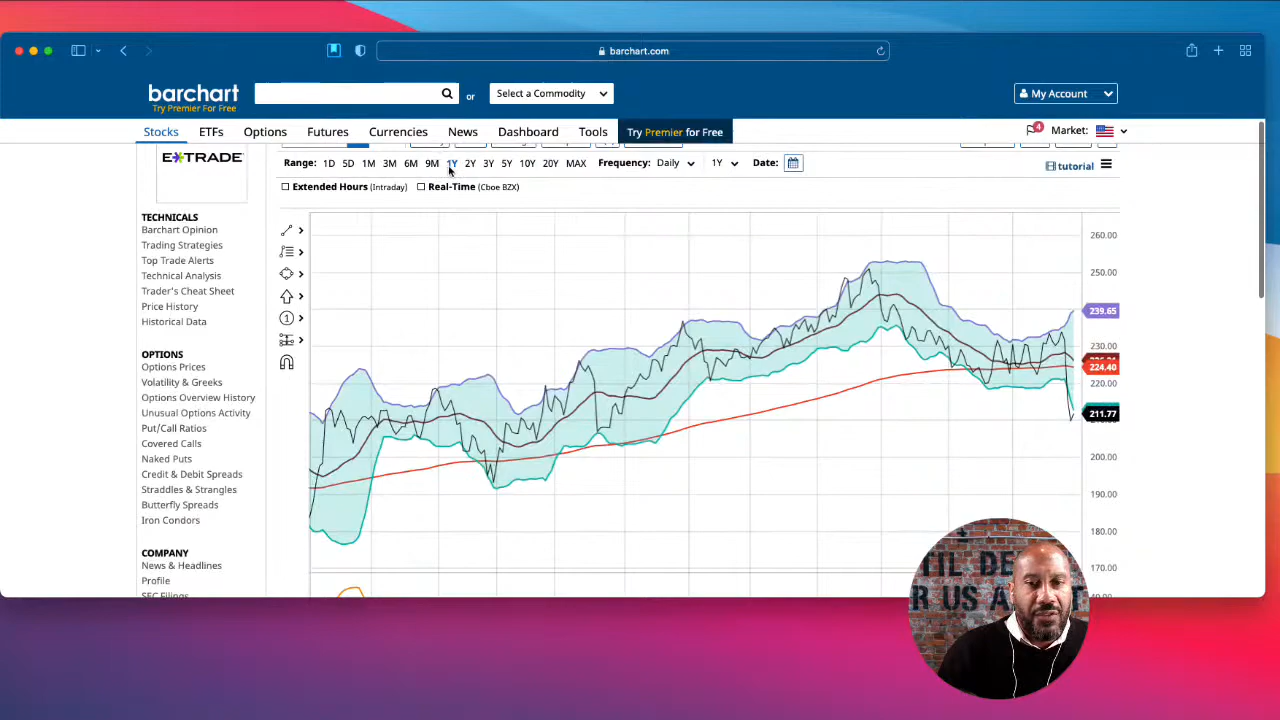 barchart.com
barchart
Try Premier For Free
or
Select a Commodity
My Account
Stocks
ETFs
Options
Futures
Currencies
News
Dashboard
Tools
Try Premier for Free
4
Market:
E*TRADE
Range:
1D
5D
1M
3M
6M
9M
1Y
2Y
3Y
5Y
10Y
20Y
MAX
Frequency:
Daily
1Y
Date:
tutorial
Extended Hours (Intraday)
Real-Time (Cboe BZX)
TECHNICALS
Barchart Opinion
Trading Strategies
Top Trade Alerts
Technical Analysis
Trader's Cheat Sheet
Price History
Historical Data
OPTIONS
Options Prices
Volatility & Greeks
Options Overview History
Unusual Options Activity
Put/Call Ratios
Covered Calls
Naked Puts
Credit & Debit Spreads
Straddles & Strangles
Butterfly Spreads
Iron Condors
COMPANY
News & Headlines
Profile
SEC Filings
1
260.00
250.00
239.65
230.00
224.40
220.00
211.77
200.00
190.00
180.00
170.00